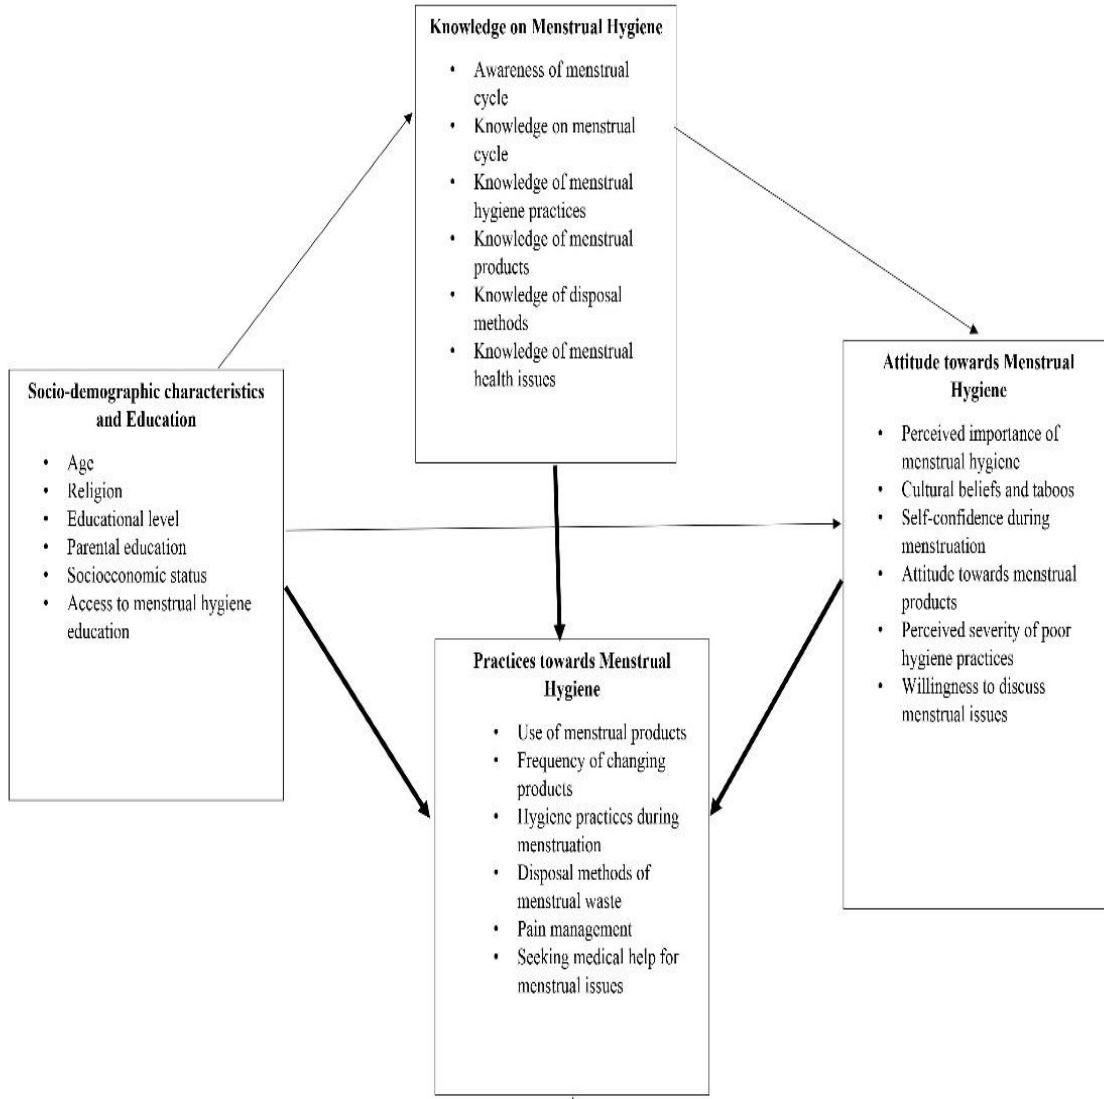 Knowledge on Menstrual Hygiene
• Awareness of menstrual
cycle
• Knowledge on menstrual
cycle
• Knowledge of menstrual
hygiene practices
• Knowledge of menstrual
products
• Knowledge of disposal
methods
• Knowledge of menstrual
health issues
Socio-demographic characteristics
and Education
• Age
• Religion
• Educational level
• Parental education
• Socioeconomic status
• Access to menstrual hygiene
education
Attitude towards Menstrual
Hygiene
• Perceived importance of
menstrual hygiene
• Cultural beliefs and taboos
• Self-confidence during
menstruation
• Attitude towards menstrual
products
• Perceived severity of poor
hygiene practices
• Willingness to discuss
menstrual issues
Practices towards Menstrual
Hygiene
• Use of menstrual products
• Frequency of changing
products
• Hygiene practices during
menstruation
• Disposal methods of
menstrual waste
• Pain management
• Seeking medical help for
menstrual issues